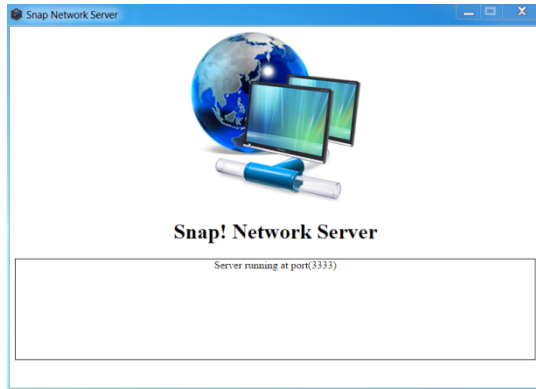 Snap Network Server
Snap! Network Server
Server running at port(3333)